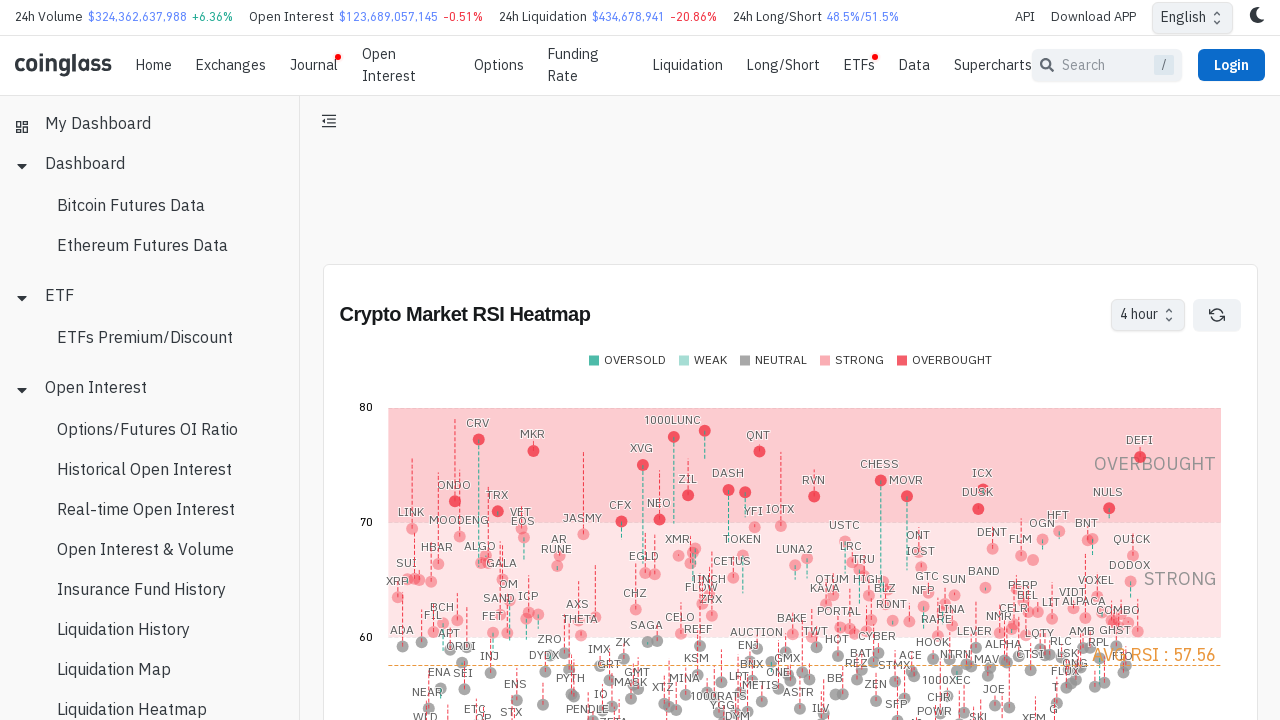 24h Volume $324,362,637,988 +6.36% Open Interest $123,689,057,145 -0.51% 24h Liquidation $434,678,941 -20.86% 24h Long/Short 48.5%/51.5% API Download APP English
coinglass Home Exchanges Journal Open Interest Options Funding Rate Liquidation Long/Short ETFs Data Supercharts Search / Login
My Dashboard
Dashboard
Bitcoin Futures Data
Ethereum Futures Data
ETF
ETFs Premium/Discount
Open Interest
Options/Futures OI Ratio
Historical Open Interest
Real-time Open Interest
Open Interest & Volume
Insurance Fund History
Liquidation History
Liquidation Map
Liquidation Heatmap
Crypto Market RSI Heatmap 4 hour
OVERSOLD WEAK NEUTRAL STRONG OVERBOUGHT
80
CRV 1000LUNC
MKR QNT DEFI
XVG
OVERBOUGHT
ONDO ZIL DASH RVN CHESS MOVR ICX
TRX DUSK NULS
LINK VET CFX NEO YFI IOTX
70
MOODENG EOS JASMY USTC HFT OGN BNT
HBAR ALGO AR RUNE XMR TOKEN LUNA2 LRC ONT IOST DENT FLM QUICK
SUI GALA EGLD CETUS TRU DODOX
XRP OM 1INCH FLOW QTUM HIGH GTC SUN BAND PERP VOXEL STRONG
SAND ICP CHZ ZRX KAVA BLZ NFP BEL VIDT
BCH FIL FET AXS THETA CELO BAKE PORTAL RDNT RARE LINA NMR CELR LIT ALPACA COMBO
60
ADA APT ZRO SAGA REEF AUCTION TWT HOT CYBER HOOK LEVER LQTY AMB GHST
ORDI INJ DYDX ZK IMX KSM ENJ GMX BAT NTRN ALPHA CTSI RLC LSK RPL
AVG RSI : 57.56
ENA SEI PYTH GRT GMT MASK MINA LPT BNX ONE REZ STMX ACE MAV ONG FLUX FIO
NEAR ENS IO XTZ 1000RATS METIS ASTR BB ZEN 1000XEC JOE
WLD ETC OP STX PENDLE ZETA YGG DYM ILV SFP CHR POWR SKL XEM